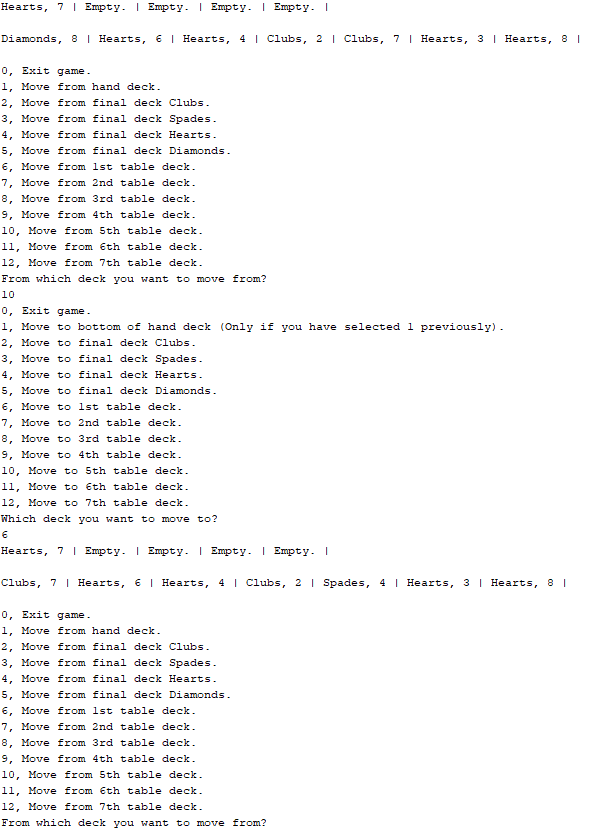 Hearts, 7 | Empty. | Empty. | Empty. | Empty. |
Diamonds, 8 | Hearts, 6 | Hearts, 4 | Clubs, 2 | Clubs, 7 | Hearts, 3 | Hearts, 8 |
0, Exit game.
1, Move from hand deck.
2, Move from final deck Clubs.
3, Move from final deck Spades.
4, Move from final deck Hearts.
5, Move from final deck Diamonds.
6, Move from 1st table deck.
7, Move from 2nd table deck.
8, Move from 3rd table deck.
9, Move from 4th table deck.
10, Move from 5th table deck.
11, Move from 6th table deck.
12, Move from 7th table deck.
From which deck you want to move from?
10
0, Exit game.
1, Move to bottom of hand deck (Only if you have selected 1 previously).
2, Move to final deck Clubs.
3, Move to final deck Spades.
4, Move to final deck Hearts.
5, Move to final deck Diamonds.
6, Move to 1st table deck.
7, Move to 2nd table deck.
8, Move to 3rd table deck.
9, Move to 4th table deck.
10, Move to 5th table deck.
11, Move to 6th table deck.
12, Move to 7th table deck.
Which deck you want to move to?
6
Hearts, 7 | Empty. | Empty. | Empty. | Empty. |
Clubs, 7 | Hearts, 6 | Hearts, 4 | Clubs, 2 | Spades, 4 | Hearts, 3 | Hearts, 8 |
0, Exit game.
1, Move from hand deck.
2, Move from final deck Clubs.
3, Move from final deck Spades.
4, Move from final deck Hearts.
5, Move from final deck Diamonds.
6, Move from 1st table deck.
7, Move from 2nd table deck.
8, Move from 3rd table deck.
9, Move from 4th table deck.
10, Move from 5th table deck.
11, Move from 6th table deck.
12, Move from 7th table deck.
From which deck you want to move from?